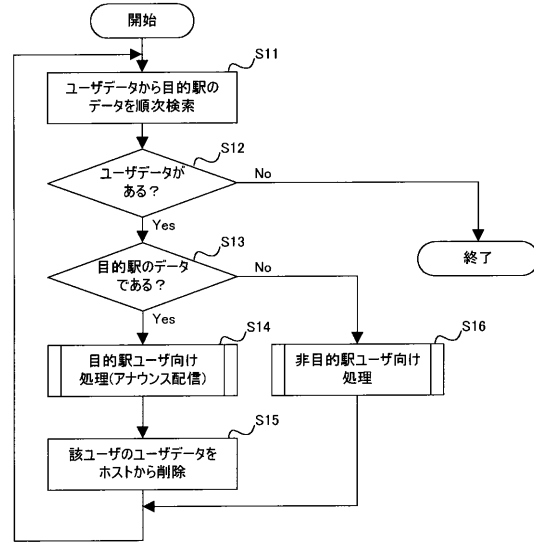 開始
S11
ユーザデータから目的駅の
データを順次検索
S12
ユーザデータが
ある？
No
Yes
S13
目的駅のデータ
である？
No
終了
Yes
S14
目的駅ユーザ向け
処理(アナウンス配信)
S16
非目的駅ユーザ向け
処理
S15
該ユーザのユーザデータを
ホストから削除